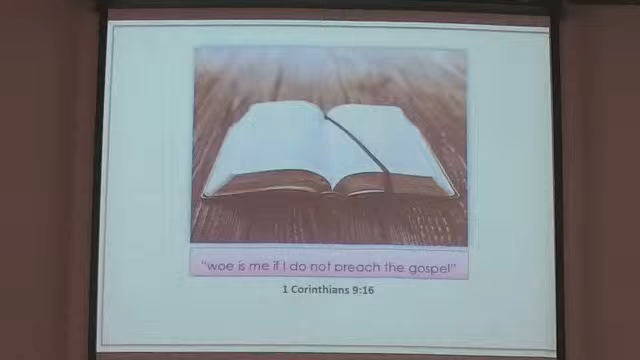 "woe is me if I do not preach the gospel"
1 Corinthians 9:16